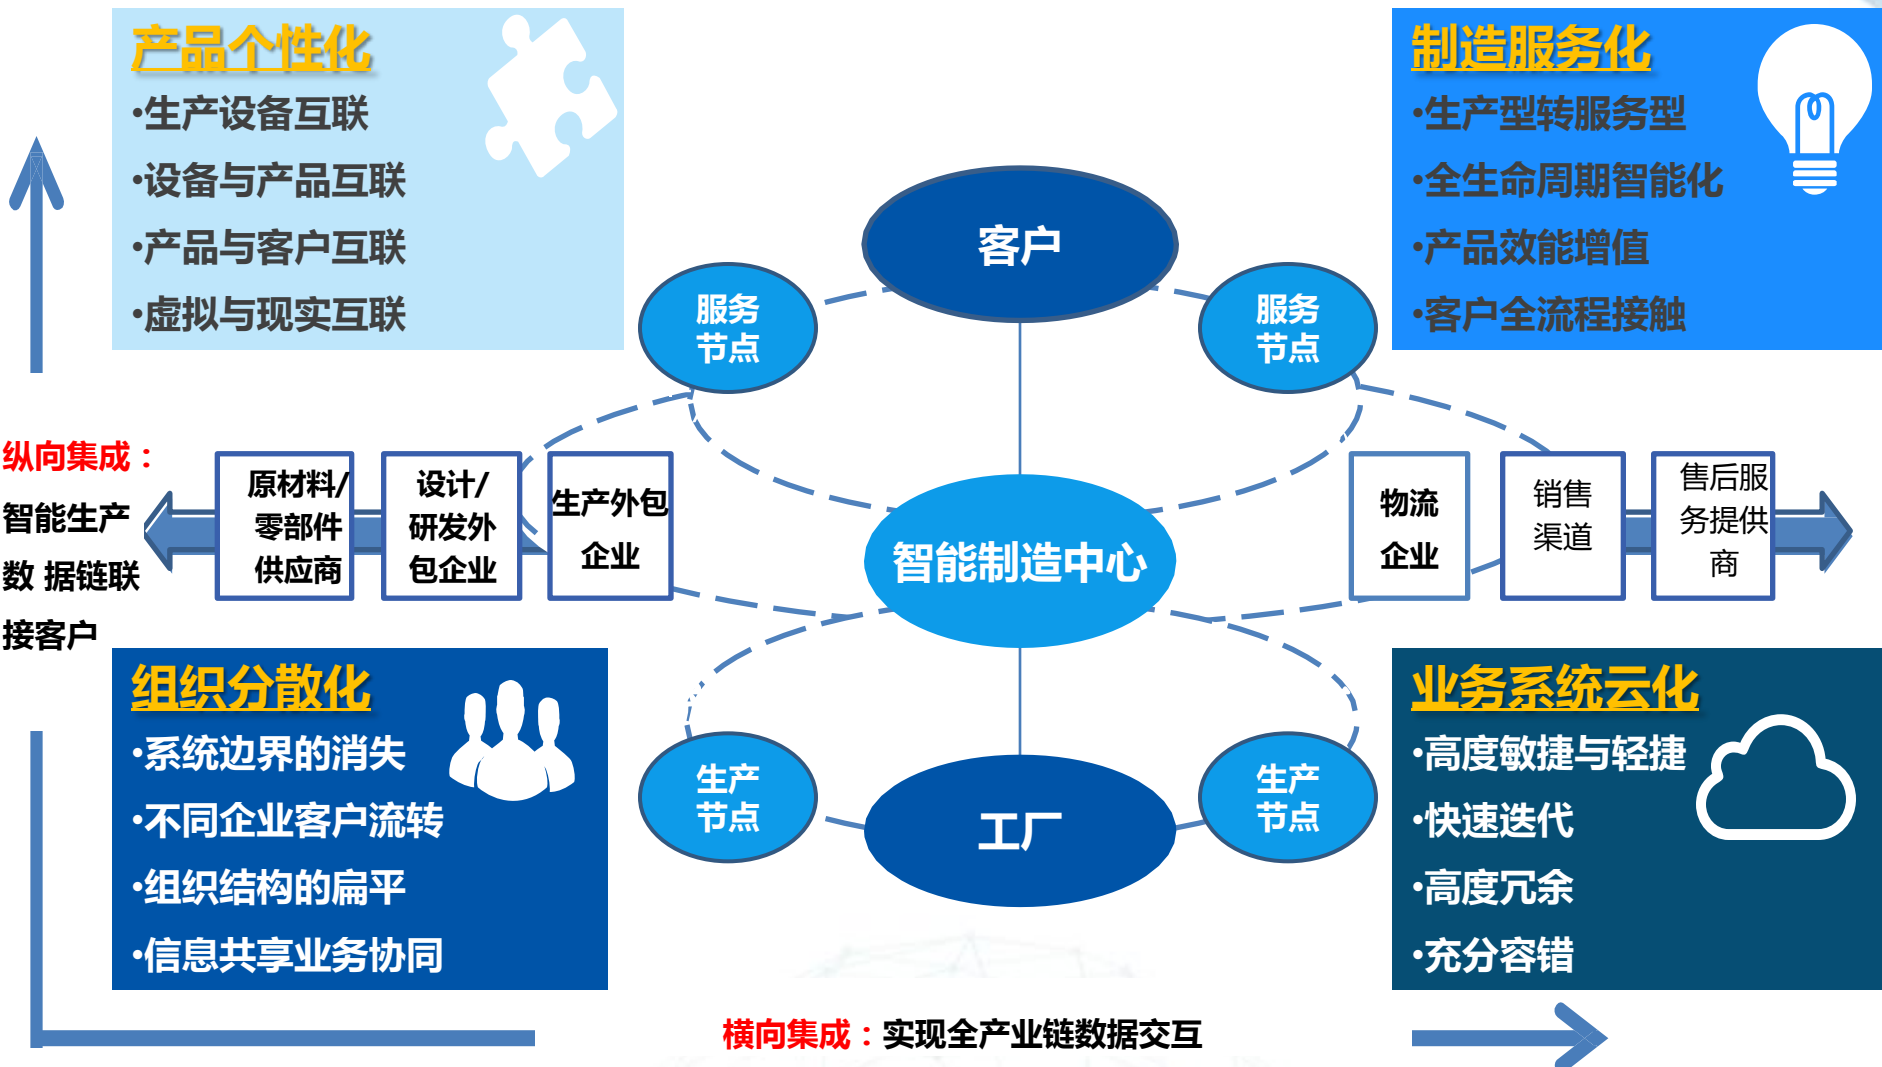 产品个性化
•生产设备互联
•设备与产品互联
•产品与客户互联
•虚拟与现实互联
制造服务化
•生产型转服务型
•全生命周期智能化
•产品效能增值
•客户全流程接触
客户
服务
节点
服务
节点
纵向集成：
智能生产
数 据链联
接客户
原材料/
零部件
供应商
设计/
研发外
包企业
生产外包
企业
智能制造中心
物流
企业
销售
渠道
售后服
务提供
商
组织分散化
•系统边界的消失
•不同企业客户流转
•组织结构的扁平
•信息共享业务协同
生产
节点
工厂
生产
节点
业务系统云化
•高度敏捷与轻捷
•快速迭代
•高度冗余
•充分容错
横向集成：实现全产业链数据交互